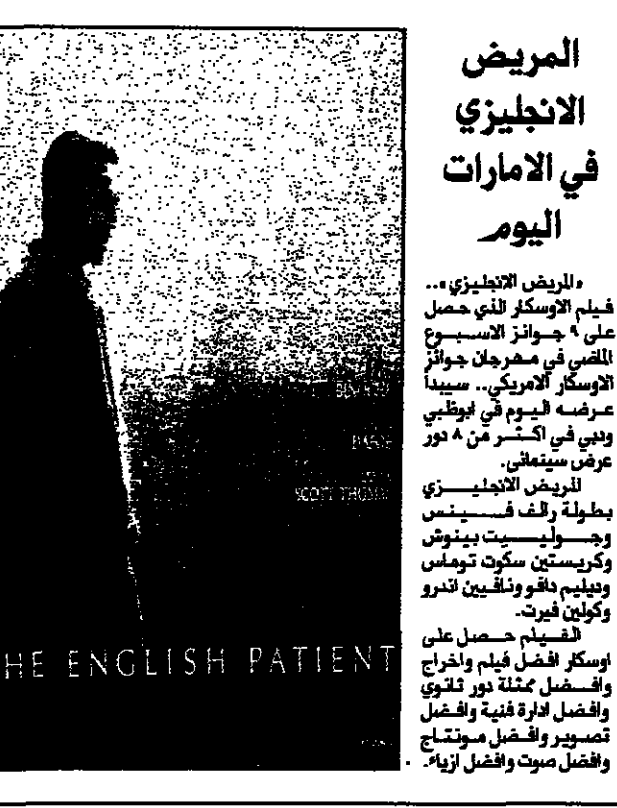 المريض
الانجليزي
في الامارات
اليوم
«المريض الانجليزي»..
فيلم الاوسكار الذي حصل
على ٩ جوائز الاسبوع
الماضي في مهرجان جوائز
الاوسكار الامريكي.. سيبدأ
عرضه اليوم في ابوظبي
ودبي في اكثر من ٨ دور
عرض سينمائي.
المريض الانجليزي
بطولة رالف فينس
وجوليت بينوش
وكريستين سكوت توماس
وويليم دافو ونافيين اندرو
وكولين فيرث.
الفيلم حصل على
اوسكار افضل فيلم واخراج
وافضل ممثلة دور ثانوي
وافضل ادارة فنية وافضل
تصوير وافضل مونتاج
وافضل صوت وافضل ازياء.
SCOTT THOMAS
HE ENGLISH PATIENT